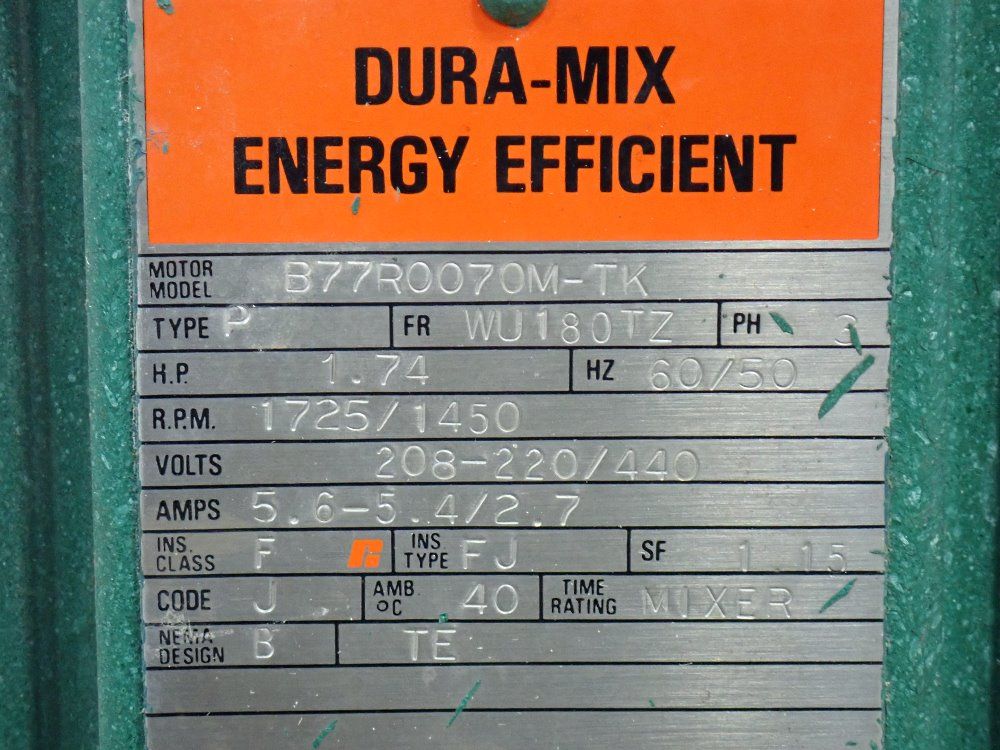 DURA-MIX
ENERGY EFFICIENT
MOTOR MODEL B77R0070M-TK
TYPE P FR WU180TZ PH 3
H.P. 1.74 HZ 60/50
R.P.M. 1725/1450
VOLTS 208-220/440
AMPS 5.6-5.4/2.7
INS. CLASS F INS TYPE FJ SF 1.15
CODE J AMB °C 40 TIME RATING MIXER
NEMA DESIGN B TE